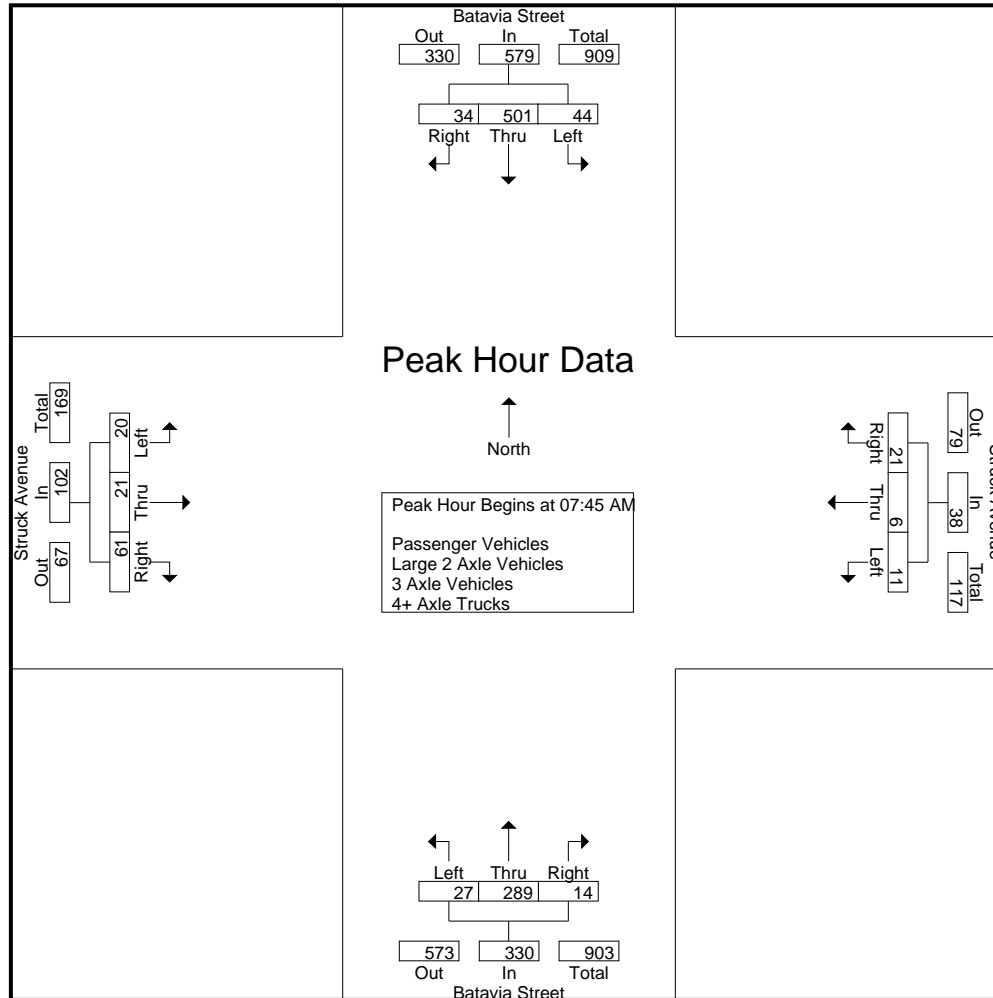 Batavia Street
Out In Total
330 579 909
34 501 44
Right Thru Left
Peak Hour Data
North
Peak Hour Begins at 07:45 AM
Passenger Vehicles
Large 2 Axle Vehicles
3 Axle Vehicles
4+ Axle Trucks
Struck Avenue
Out In Total
67 102 169
61 21 20
Right Thru Left
Out In Total
79 38 117
21 6 11
Right Thru Left
Left Thru Right
27 289 14
573 330 903
Out In Total
Batavia Street